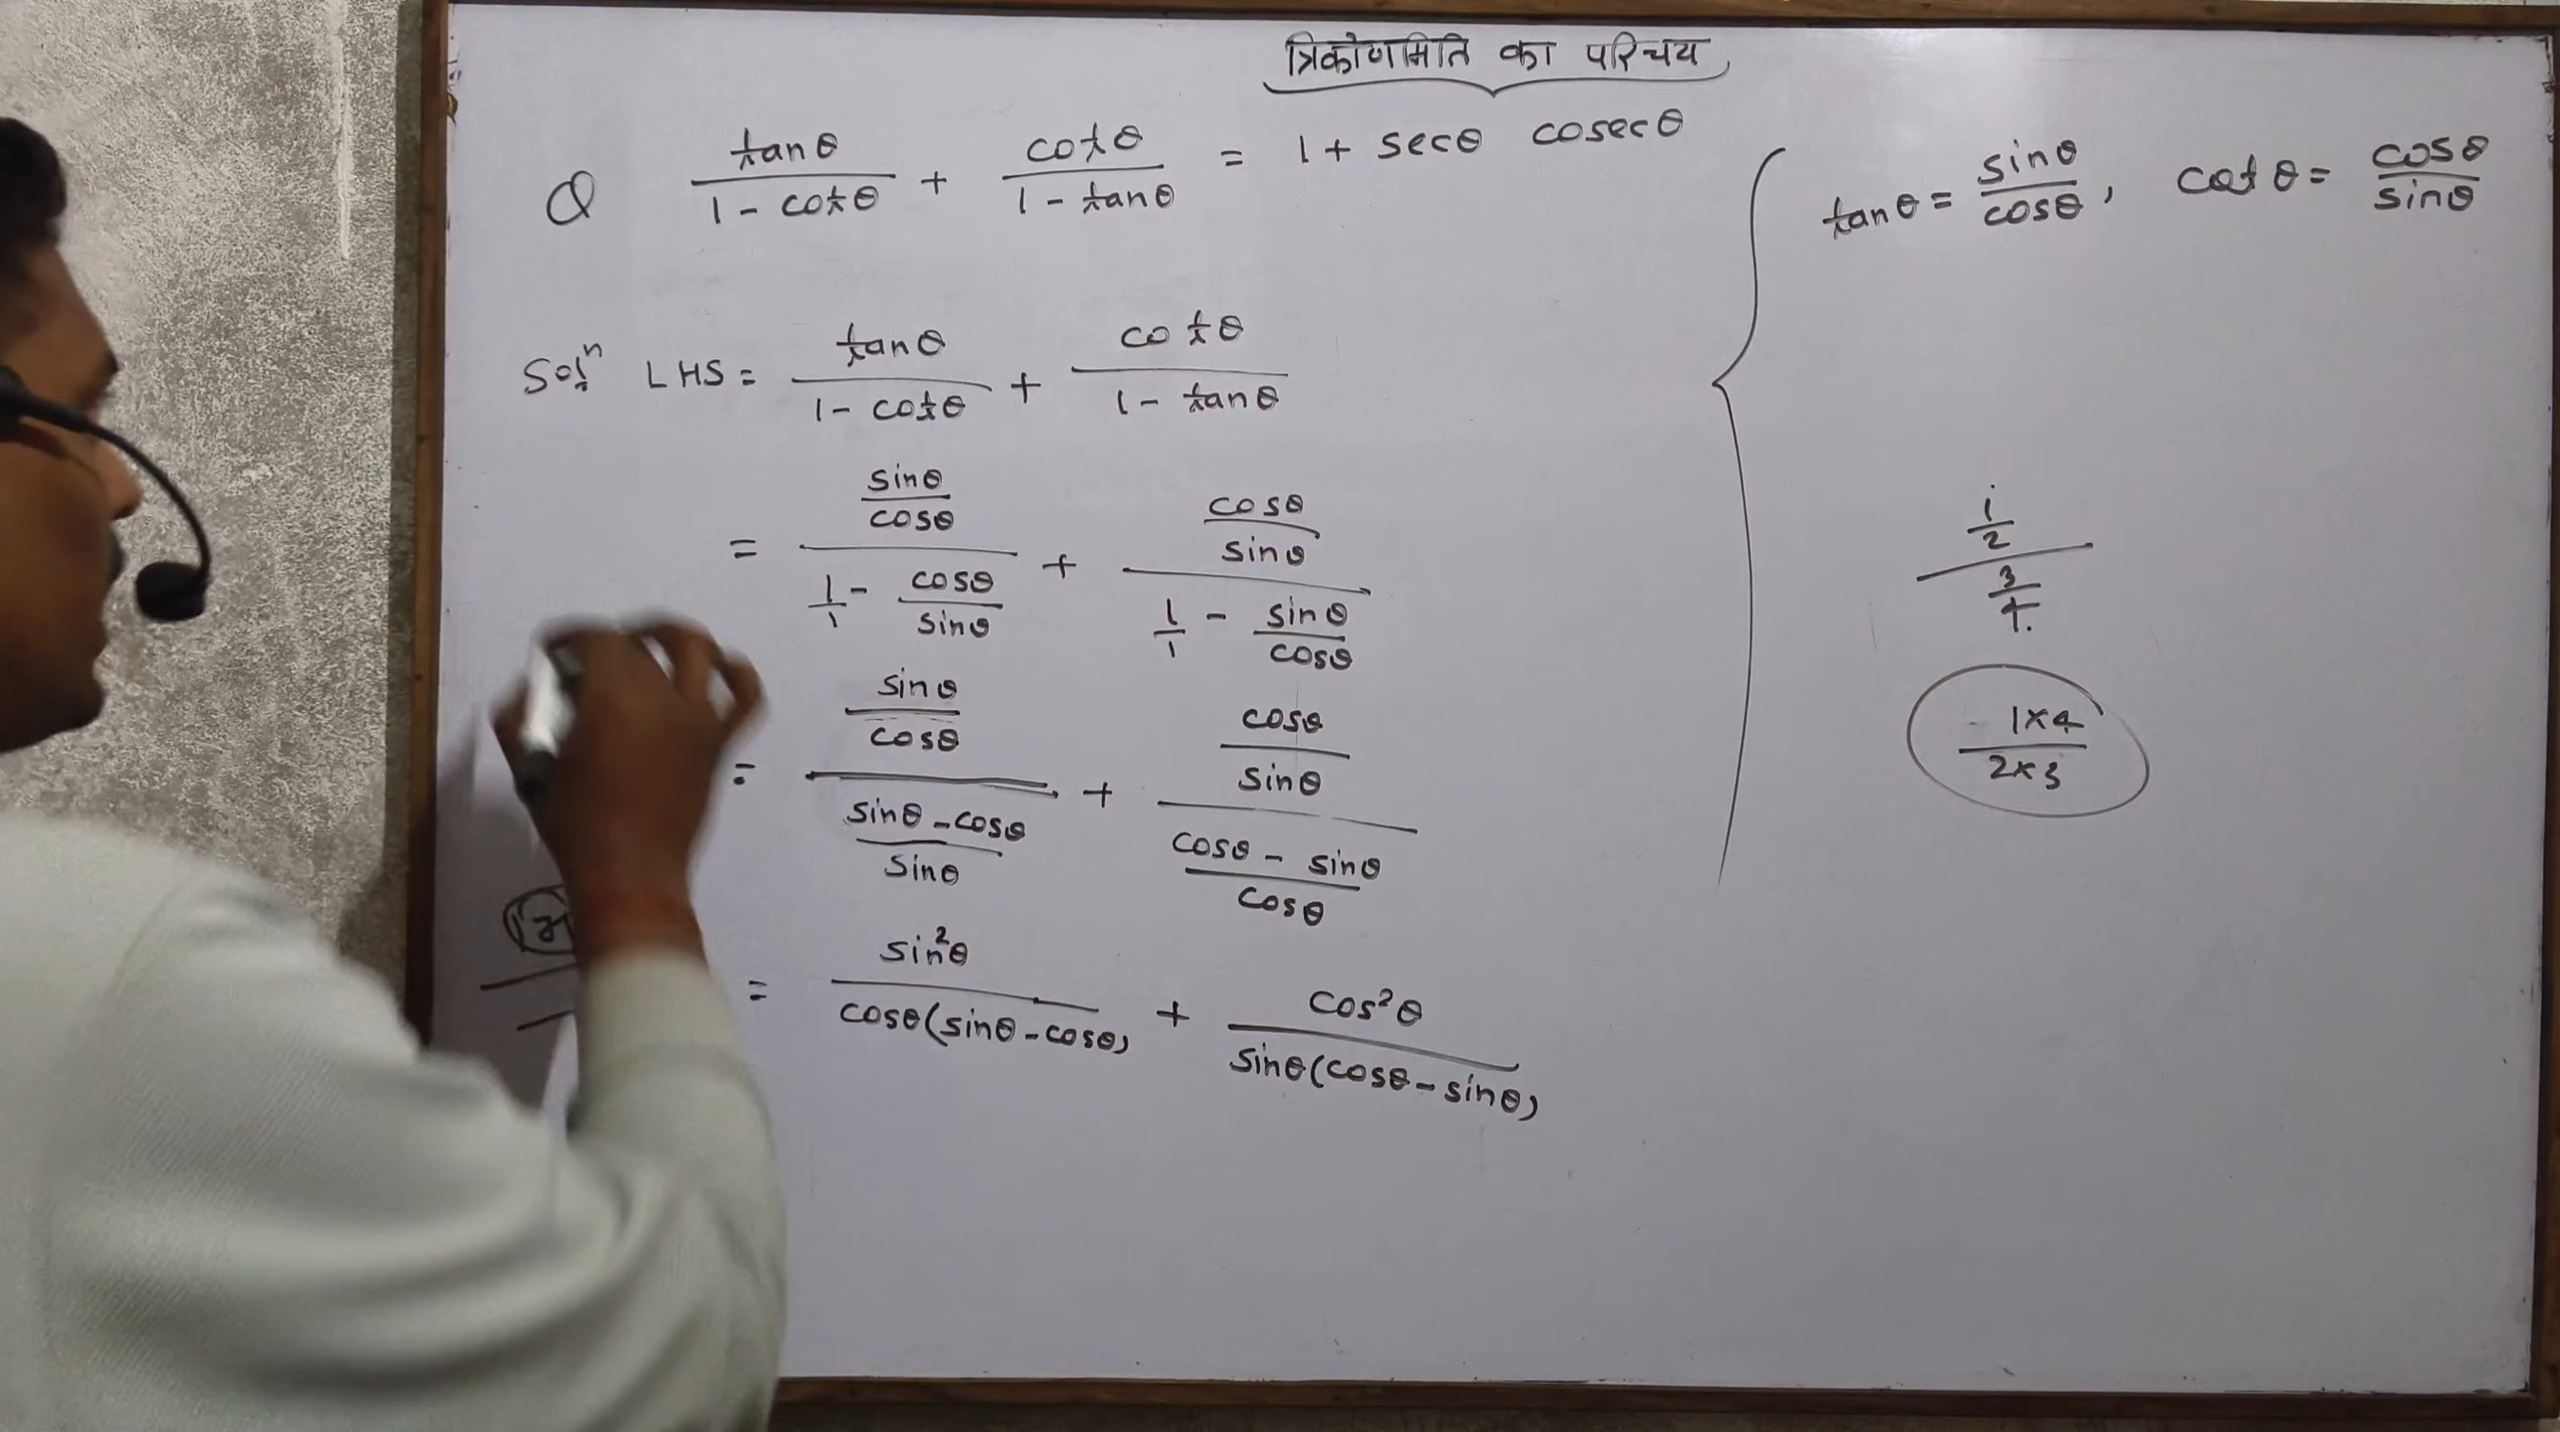 त्रिकोणमिति का परिचय
Q tanθ / (1 - cotθ) + cotθ / (1 - tanθ) = 1 + secθ cosecθ
Solⁿ LHS = tanθ / (1 - cotθ) + cotθ / (1 - tanθ)
= (sinθ/cosθ) / (1/1 - cosθ/sinθ) + (cosθ/sinθ) / (1/1 - sinθ/cosθ)
= (sinθ/cosθ) / ((sinθ - cosθ)/sinθ) + (cosθ/sinθ) / ((cosθ - sinθ)/cosθ)
= sin²θ / cosθ(sinθ - cosθ) + cos²θ / sinθ(cosθ - sinθ)
tanθ = sinθ/cosθ, cotθ = cosθ/sinθ
(1/2) / (3/4)
1×4 / 2×3